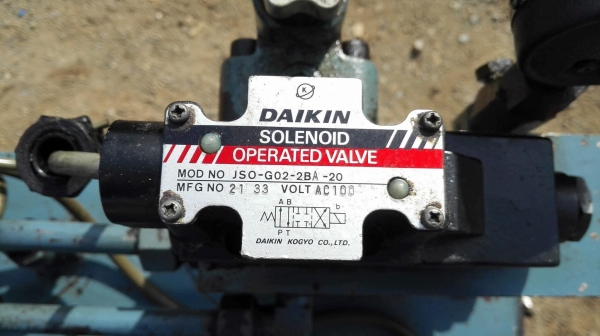 K
DAIKIN
SOLENOID
OPERATED VALVE
MOD NO JSO-G02-2BA-20
MFG NO 21 33 VOLT AC100
A B
b
P T
DAIKIN KOGYO CO.,LTD.